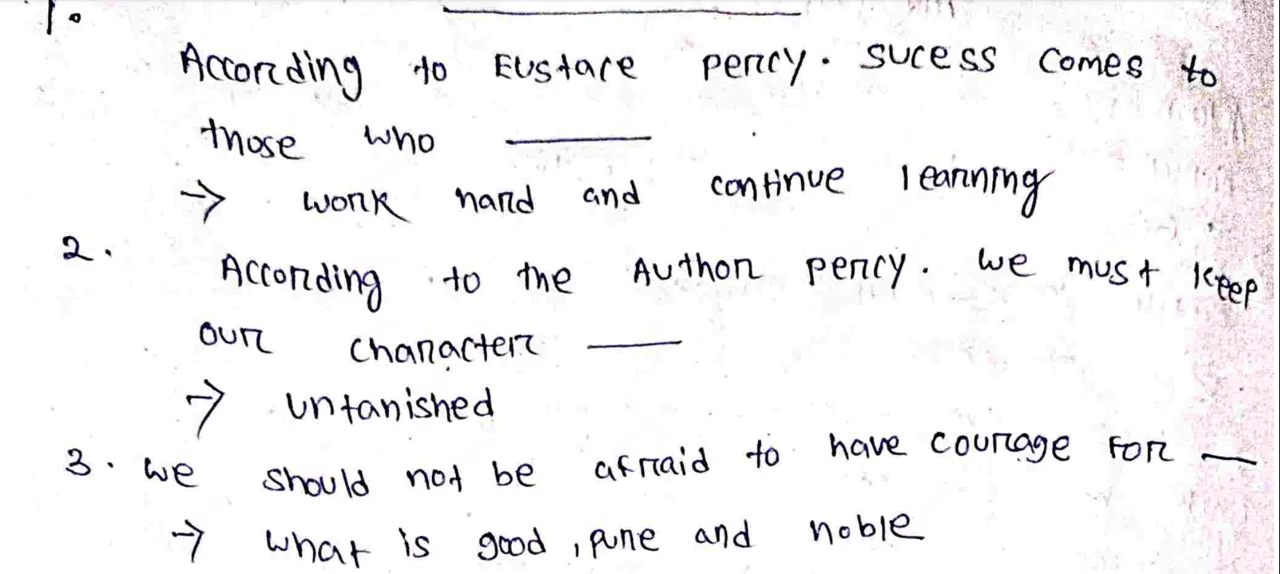 1.
According to Eustace percy. sucess comes to
those who ______
→ work hard and continue learning
2. According to the Author percy. we must keep
our character ____
→ untanished
3. we should not be afraid to have courage For __
→ what is good, pure and noble